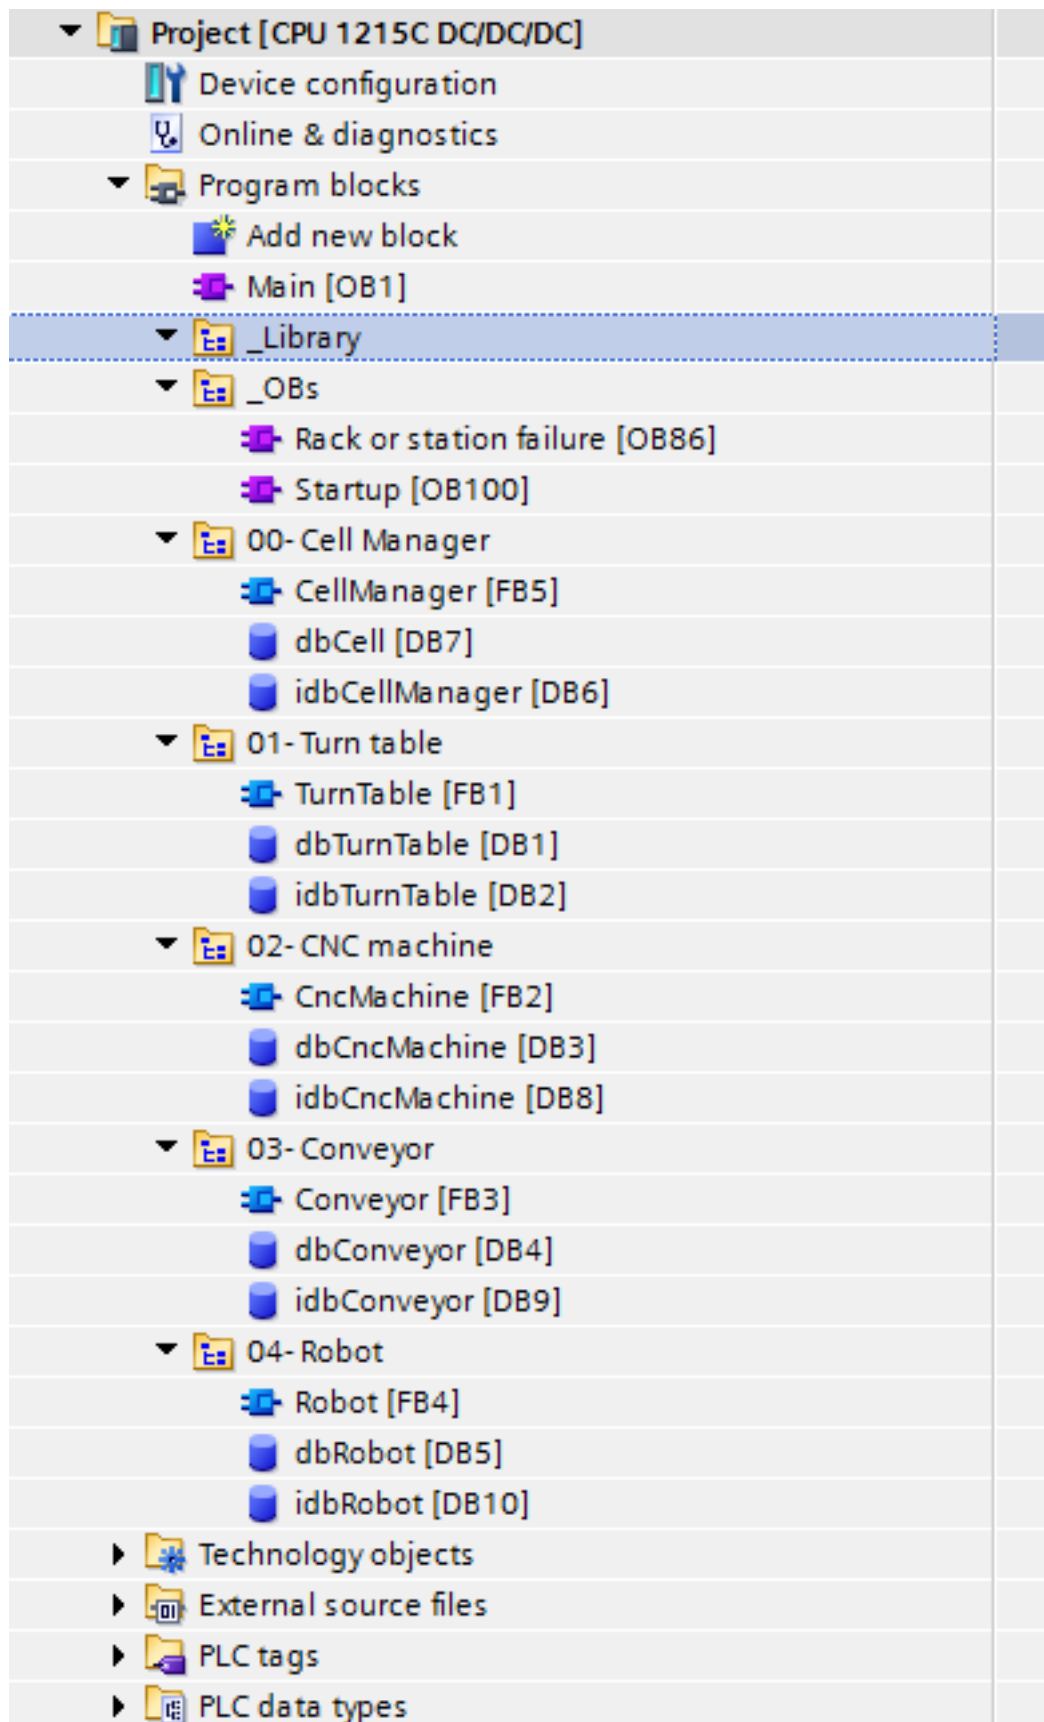 Project [CPU 1215C DC/DC/DC]
Device configuration
Online & diagnostics
Program blocks
Add new block
Main [OB1]
_Library
_OBs
Rack or station failure [OB86]
Startup [OB100]
00- Cell Manager
CellManager [FB5]
dbCell [DB7]
idbCellManager [DB6]
01- Turn table
TurnTable [FB1]
dbTurnTable [DB1]
idbTurnTable [DB2]
02- CNC machine
CncMachine [FB2]
dbCncMachine [DB3]
idbCncMachine [DB8]
03- Conveyor
Conveyor [FB3]
dbConveyor [DB4]
idbConveyor [DB9]
04- Robot
Robot [FB4]
dbRobot [DB5]
idbRobot [DB10]
Technology objects
External source files
PLC tags
PLC data types